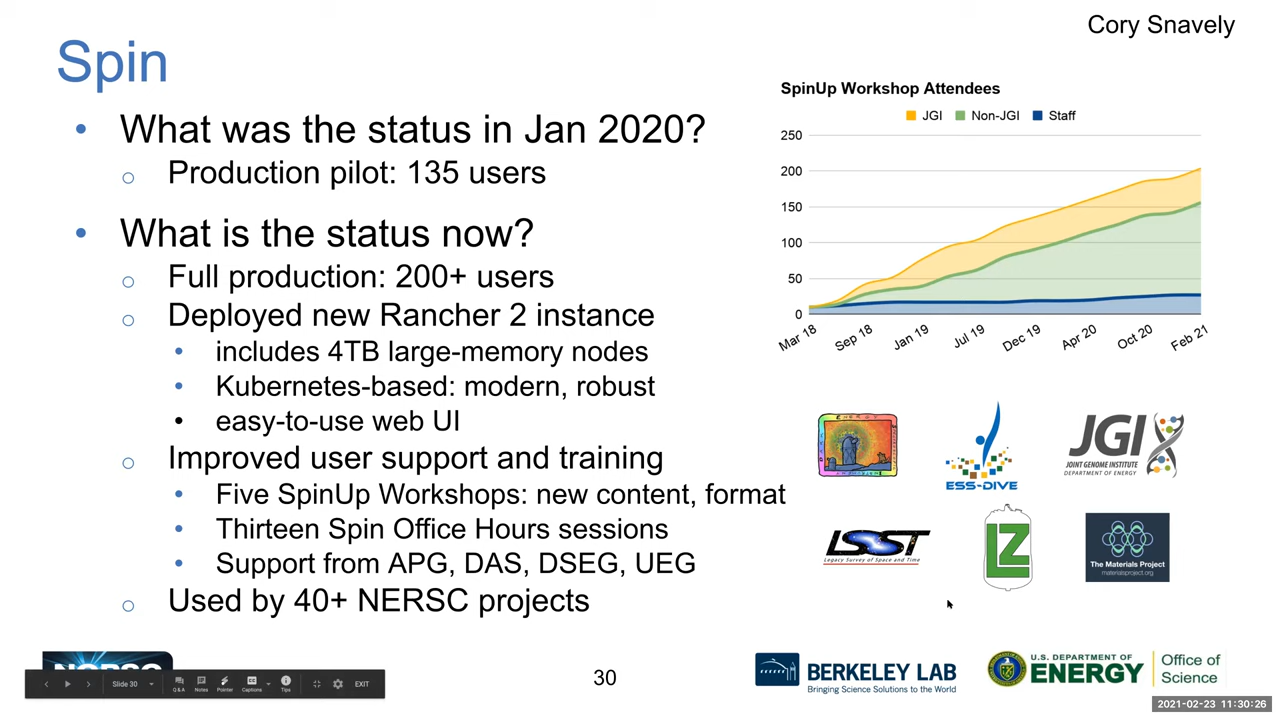 Cory Snavely
Spin
• What was the status in Jan 2020?
o Production pilot: 135 users
• What is the status now?
o Full production: 200+ users
o Deployed new Rancher 2 instance
• includes 4TB large-memory nodes
• Kubernetes-based: modern, robust
• easy-to-use web UI
o Improved user support and training
• Five SpinUp Workshops: new content, format
• Thirteen Spin Office Hours sessions
• Support from APG, DAS, DSEG, UEG
o Used by 40+ NERSC projects
SpinUp Workshop Attendees
JGI Non-JGI Staff
250
200
150
100
50
0
Mar 18 Sep 18 Jan 19 Jul 19 Dec 19 Apr 20 Oct 20 Feb 21
ESS-DIVE
JGI
JOINT GENOME INSTITUTE
DEPARTMENT OF ENERGY
LSST
Legacy Survey of Space and Time
LZ
The Materials Project
materialsproject.org
NERSC
Slide 30
Q&A Notes Pointer Captions Tips
EXIT
30
BERKELEY LAB
Bringing Science Solutions to the World
U.S. DEPARTMENT OF
ENERGY
Office of
Science
2021-02-23 11:30:26